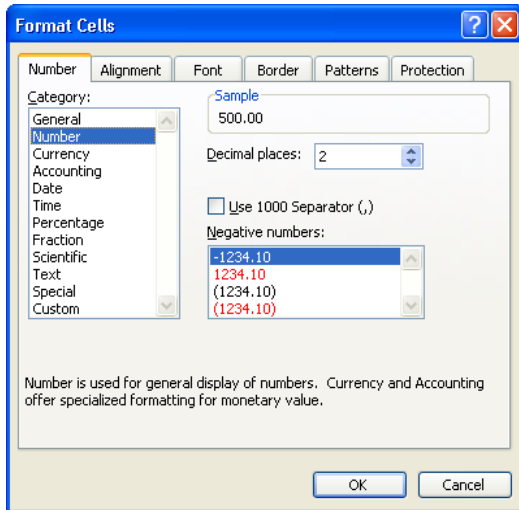 Format Cells
Number Alignment Font Border Patterns Protection
Category:
General
Number
Currency
Accounting
Date
Time
Percentage
Fraction
Scientific
Text
Special
Custom
Sample
500.00
Decimal places: 2
Use 1000 Separator (,)
Negative numbers:
-1234.10
1234.10
(1234.10)
(1234.10)
Number is used for general display of numbers. Currency and Accounting
offer specialized formatting for monetary value.
OK Cancel